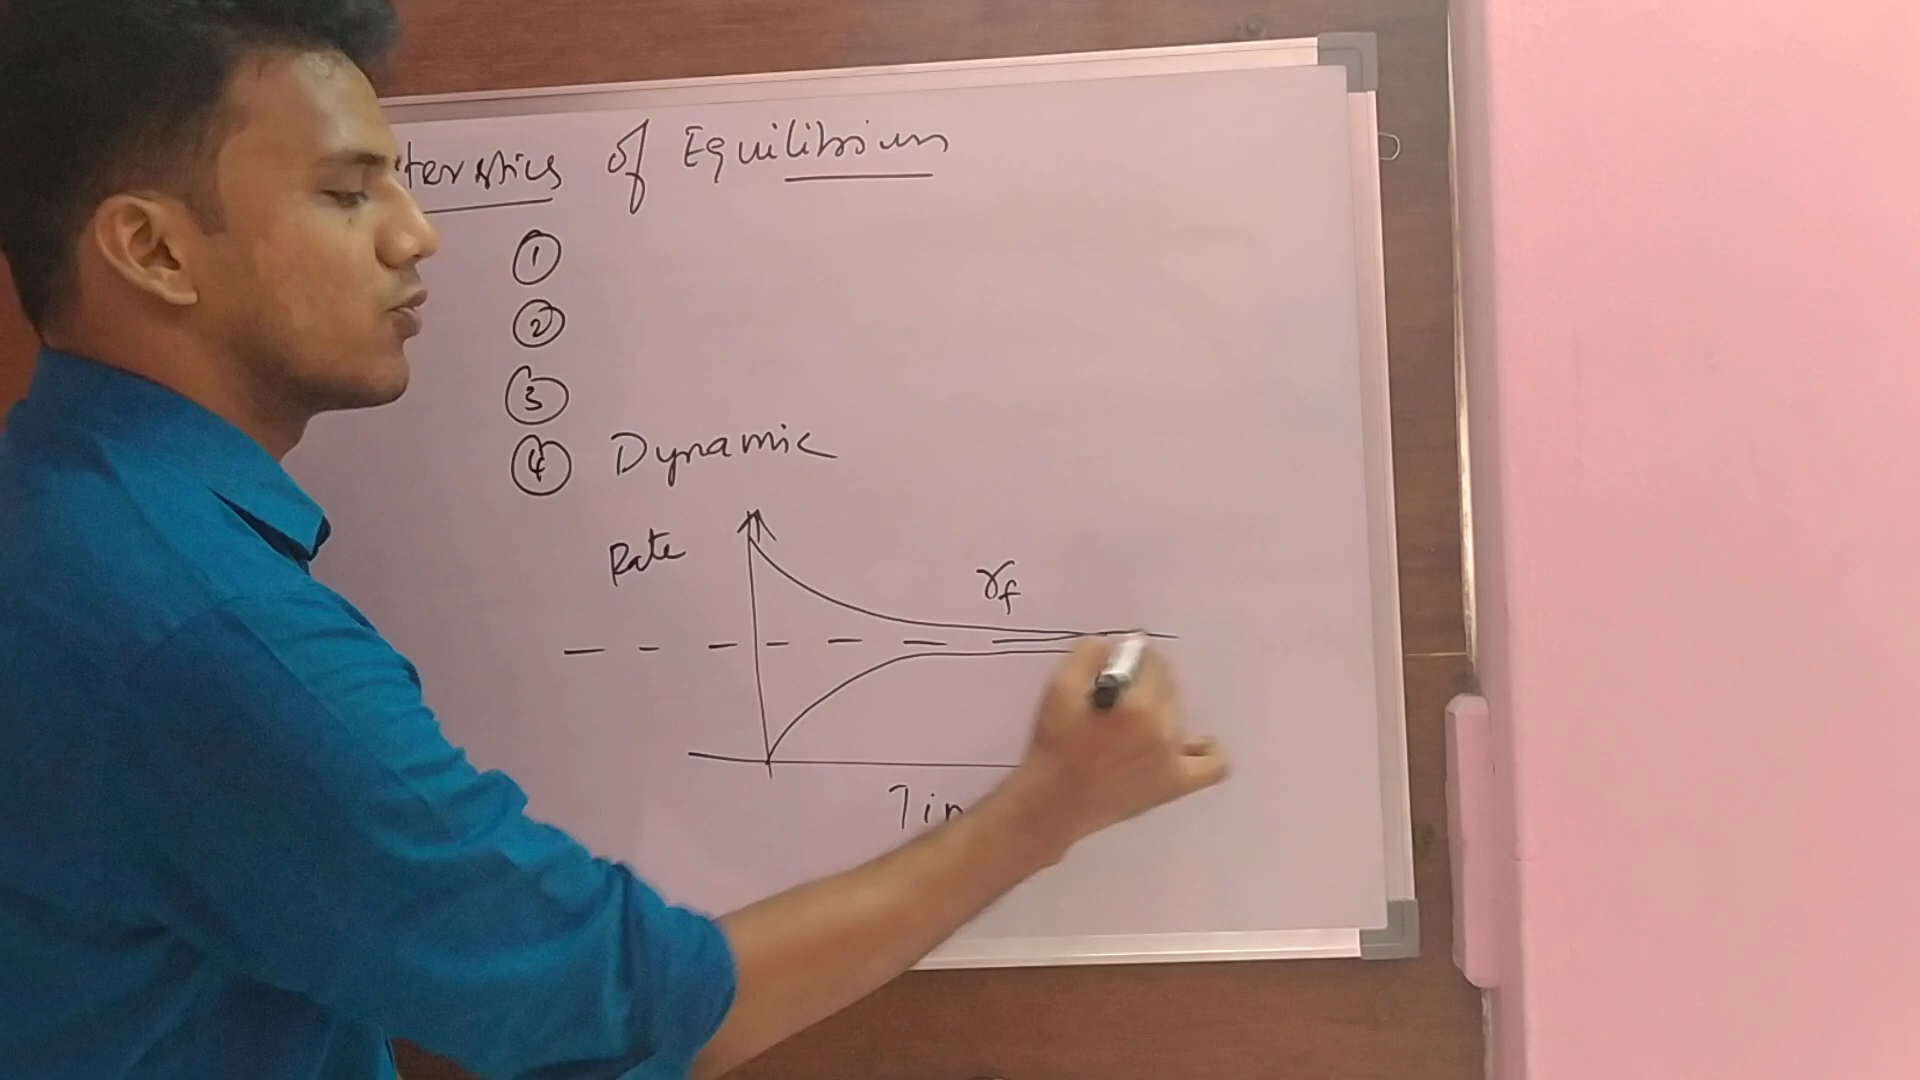 teristics of Equilibrium
①
②
③
④ Dynamic
Rate
rf
Tim